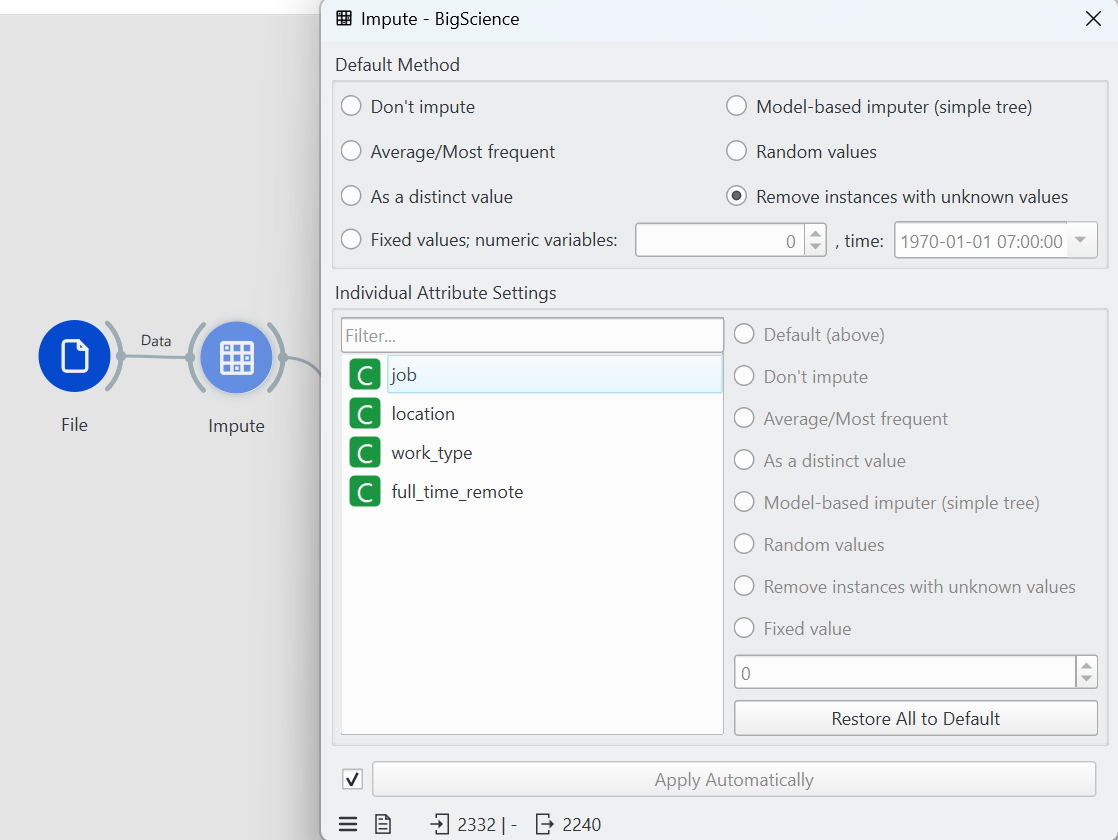 Impute - BigScience
Default Method
Don't impute
Model-based imputer (simple tree)
Average/Most frequent
Random values
As a distinct value
Remove instances with unknown values
Fixed values; numeric variables: 0 , time: 1970-01-01 07:00:00
Individual Attribute Settings
Filter...
C job
C location
C work_type
C full_time_remote
Default (above)
Don't impute
Average/Most frequent
As a distinct value
Model-based imputer (simple tree)
Random values
Remove instances with unknown values
Fixed value
0
Restore All to Default
Apply Automatically
2332 | - 2240
Data
File
Impute